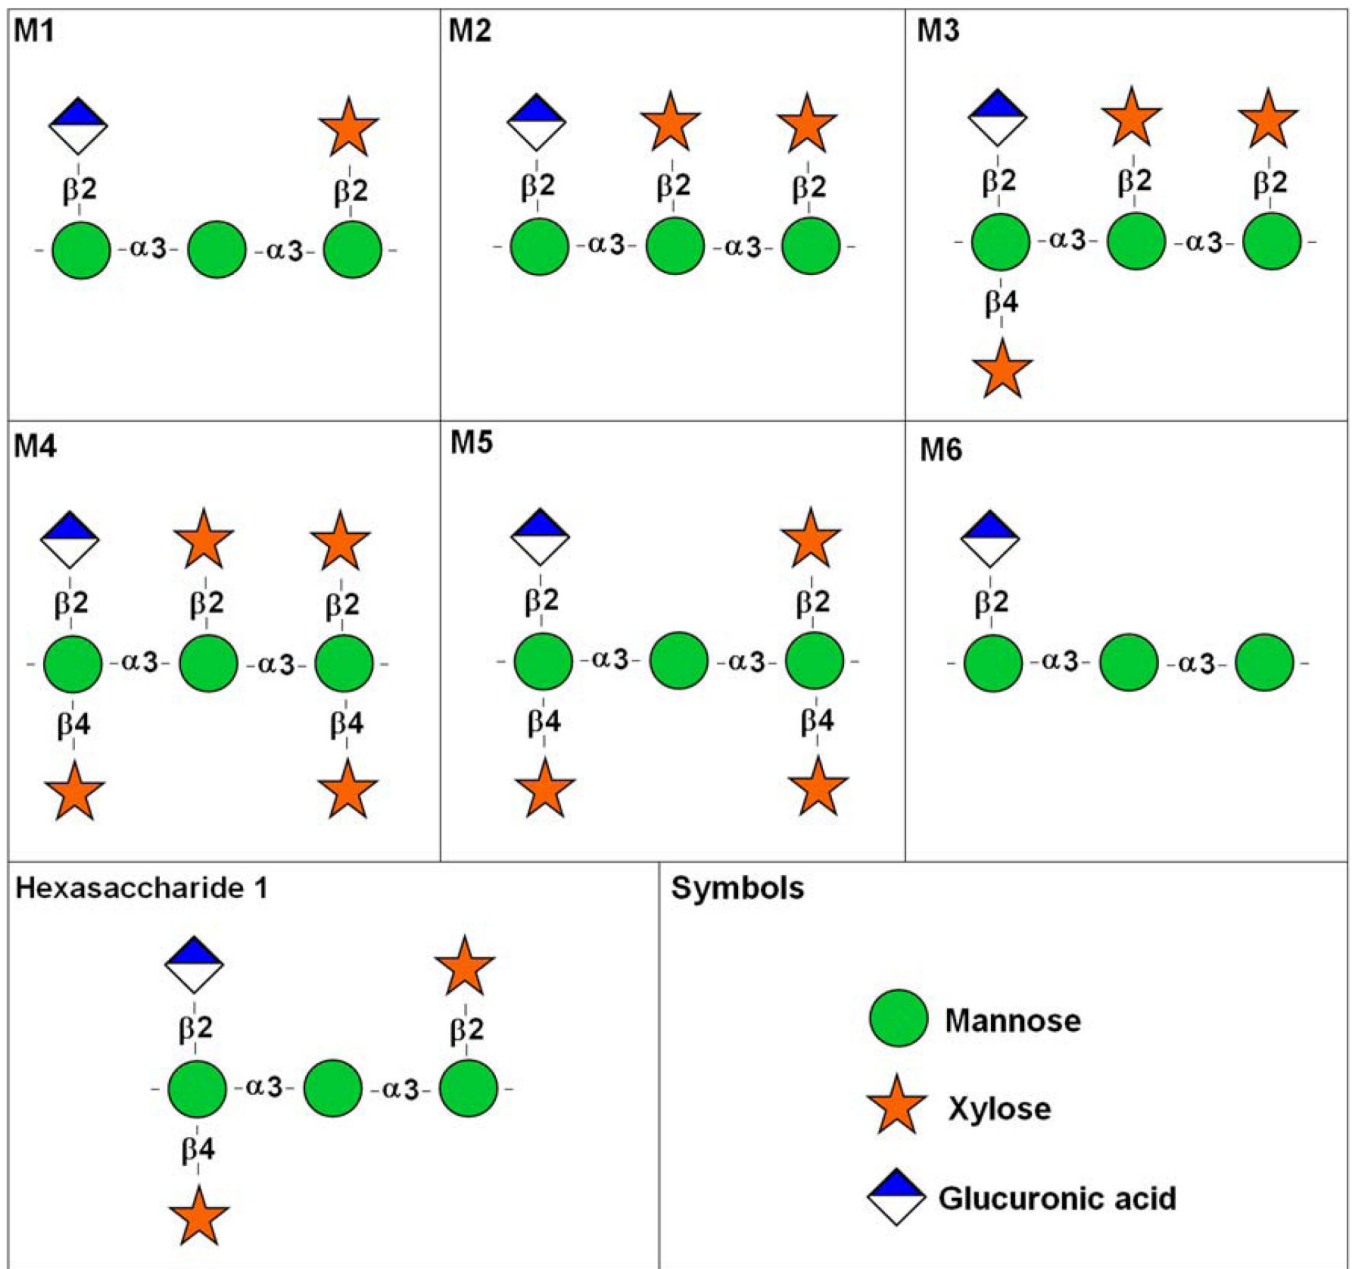 M1
β2 β2
-α3- -α3-
M2
β2 β2 β2
-α3- -α3-
M3
β2 β2 β2
-α3- -α3-
β4
M4
β2 β2 β2
-α3- -α3-
β4 β4
M5
β2 β2
-α3- -α3-
β4 β4
M6
β2
-α3- -α3-
Hexasaccharide 1
β2 β2
-α3- -α3-
β4
Symbols
Mannose
Xylose
Glucuronic acid